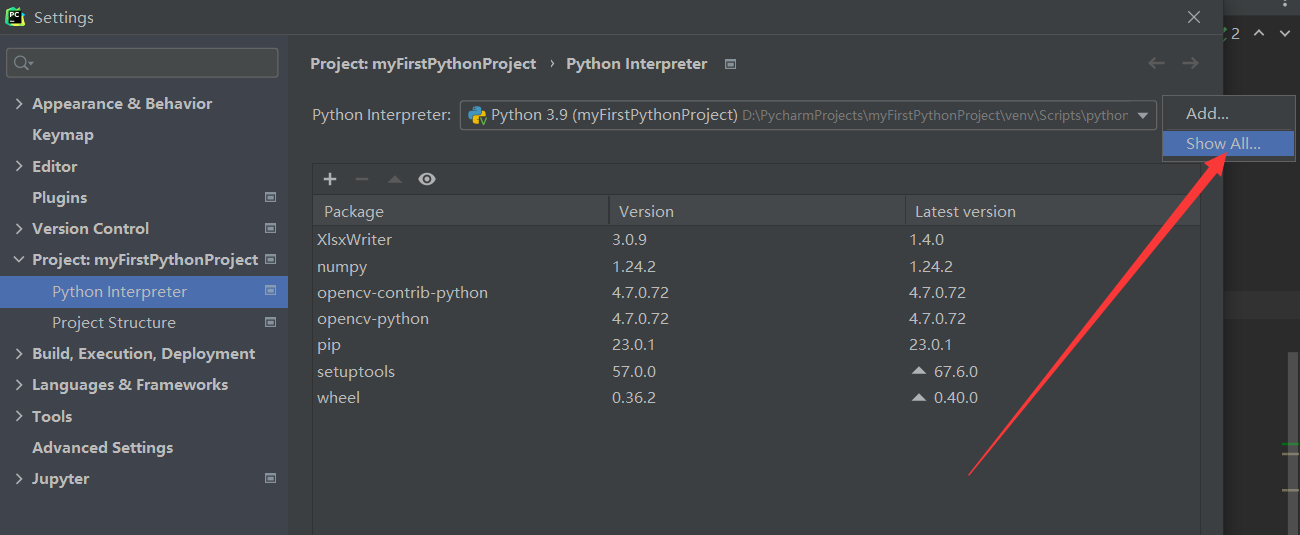 PC
Settings
2
Project: myFirstPythonProject › Python Interpreter
Appearance & Behavior
Keymap
Editor
Plugins
Version Control
Project: myFirstPythonProject
Python Interpreter
Project Structure
Build, Execution, Deployment
Languages & Frameworks
Tools
Advanced Settings
Jupyter
Python Interpreter: Python 3.9 (myFirstPythonProject) D:\PycharmProjects\myFirstPythonProject\venv\Scripts\python
Add...
Show All...
Package Version Latest version
XlsxWriter 3.0.9 1.4.0
numpy 1.24.2 1.24.2
opencv-contrib-python 4.7.0.72 4.7.0.72
opencv-python 4.7.0.72 4.7.0.72
pip 23.0.1 23.0.1
setuptools 57.0.0 67.6.0
wheel 0.36.2 0.40.0